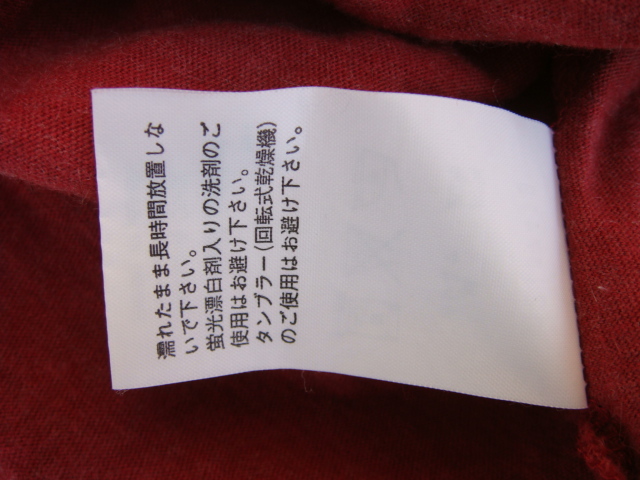 濡れたまま長時間放置しな
いで下さい。
蛍光漂白剤入りの洗剤のご
使用はお避け下さい。
タンブラー(回転式乾燥機)
のご使用はお避け下さい。